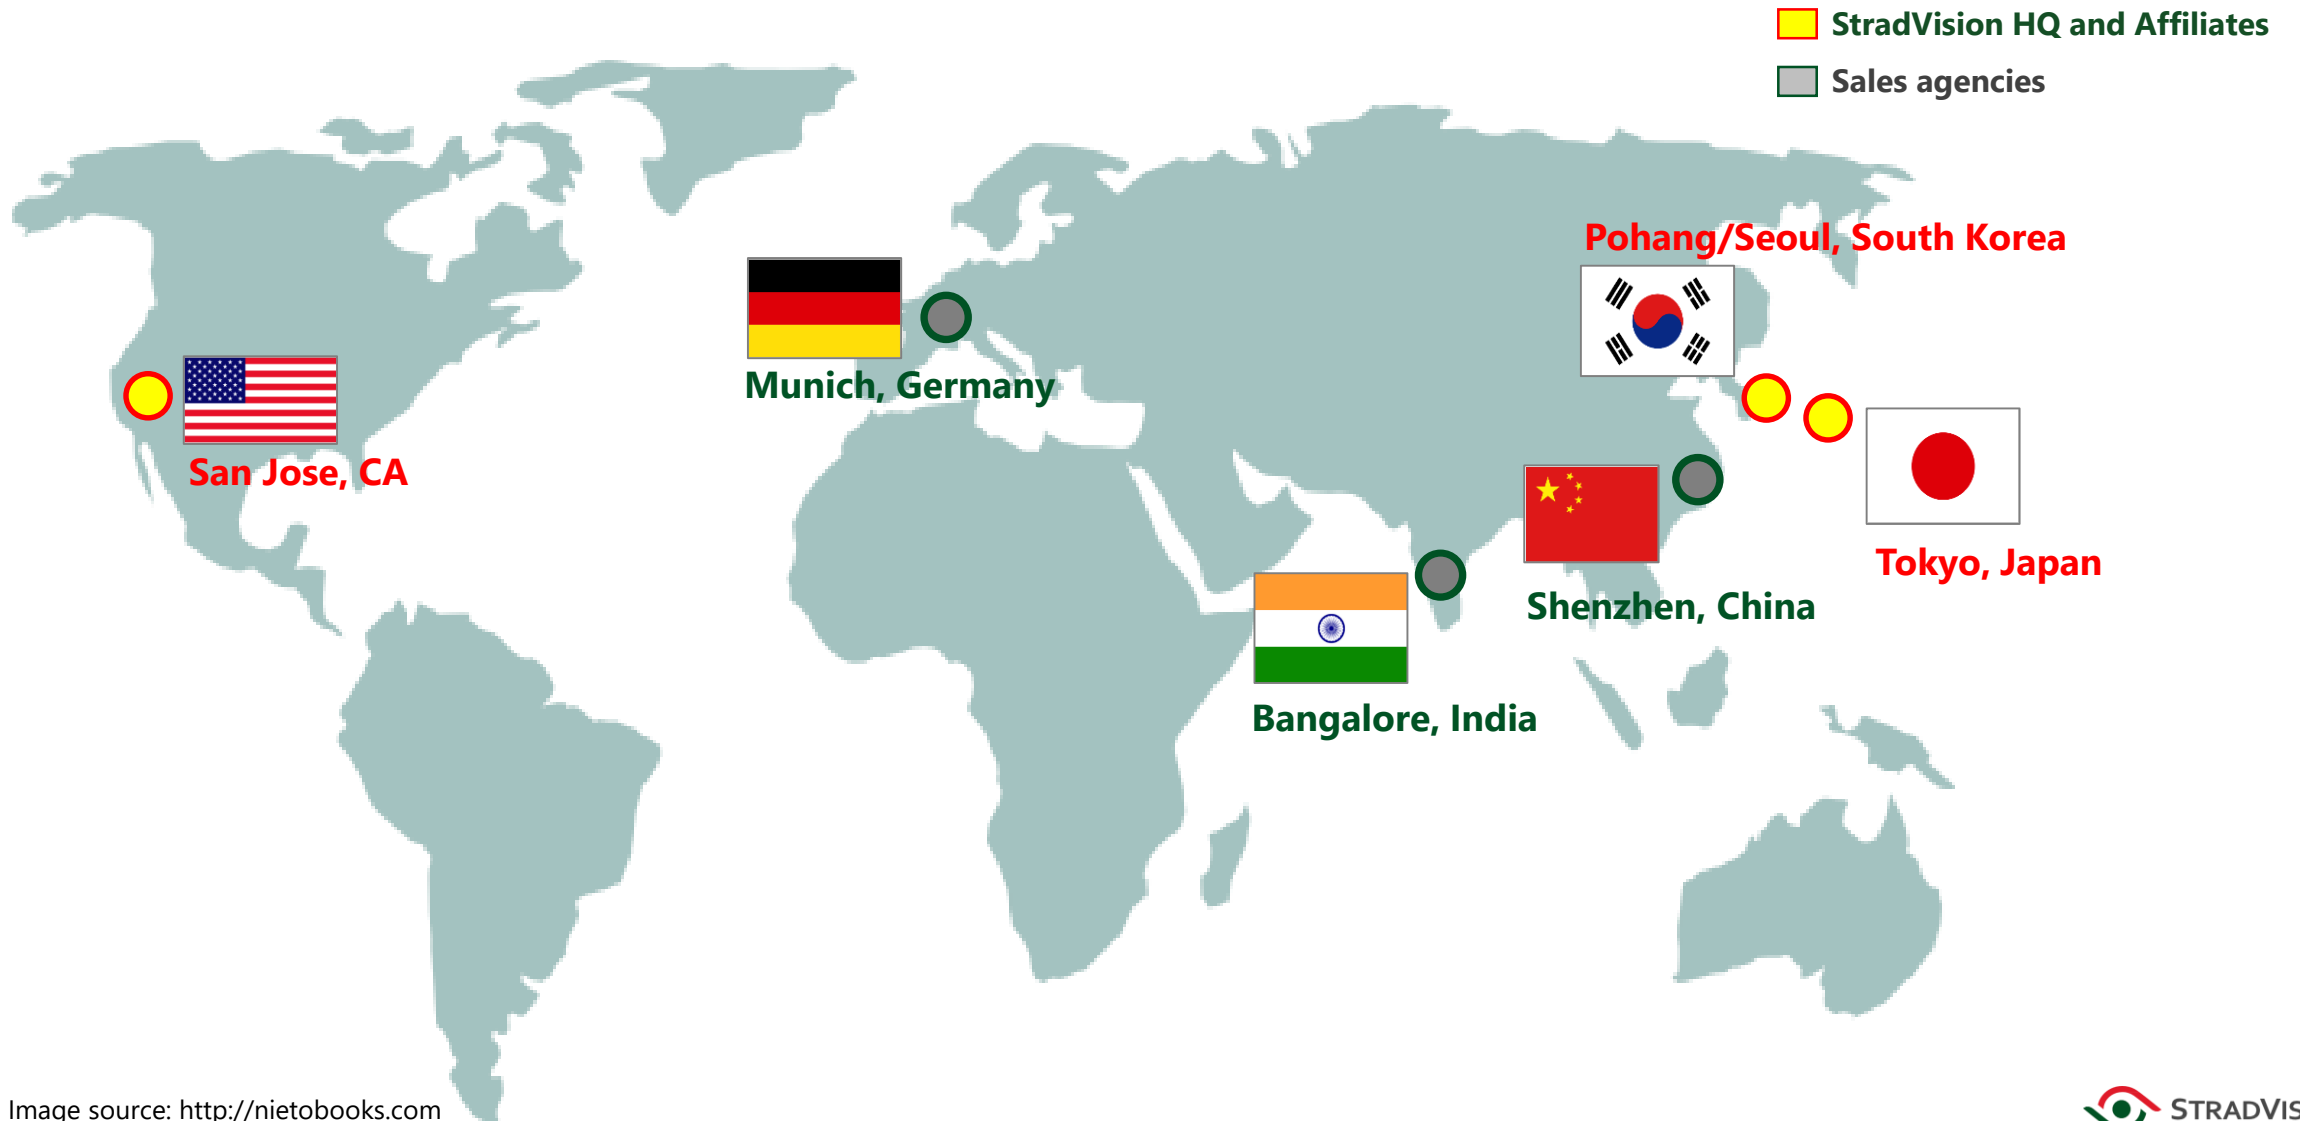 StradVision HQ and Affiliates
Sales agencies
Pohang/Seoul, South Korea
Munich, Germany
San Jose, CA
Tokyo, Japan
Shenzhen, China
Bangalore, India
Image source: http://nietobooks.com
STRADVIS